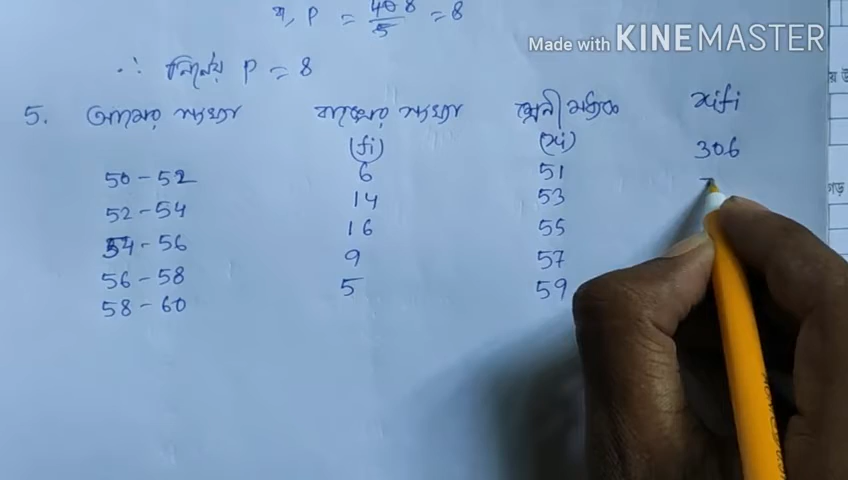 বা, P = 40 8 / 5 = 8
Made with KINEMASTER
∴ নির্ণেয় P = 8
5. আমের সংখ্যা বাক্সের সংখ্যা শ্রেণী মধ্যক xifi
(fi) (xi)
50 - 52 6 51 306
52 - 54 14 53
54 - 56 16 55
56 - 58 9 57
58 - 60 5 59